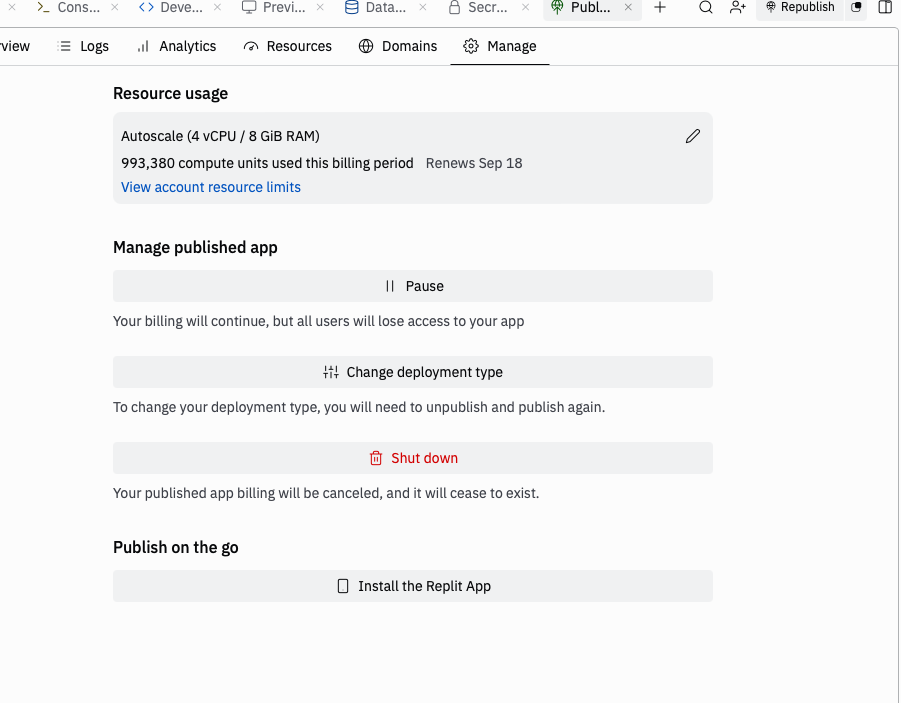 Cons... Deve... Previ... Data... Secr... Publ... Republish
view Logs Analytics Resources Domains Manage
Resource usage
Autoscale (4 vCPU / 8 GiB RAM)
993,380 compute units used this billing period Renews Sep 18
View account resource limits
Manage published app
Pause
Your billing will continue, but all users will lose access to your app
Change deployment type
To change your deployment type, you will need to unpublish and publish again.
Shut down
Your published app billing will be canceled, and it will cease to exist.
Publish on the go
Install the Replit App